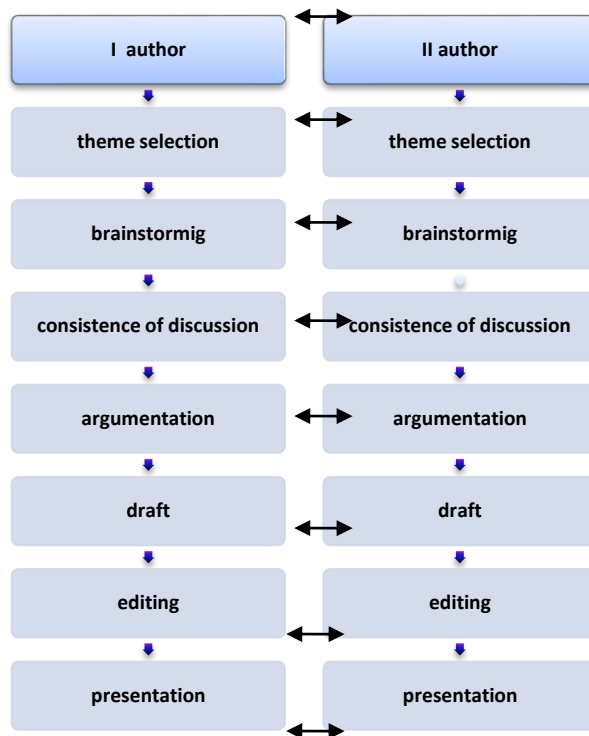 I author
II author
theme selection
theme selection
brainstormig
brainstormig
consistence of discussion
consistence of discussion
argumentation
argumentation
draft
draft
editing
editing
presentation
presentation